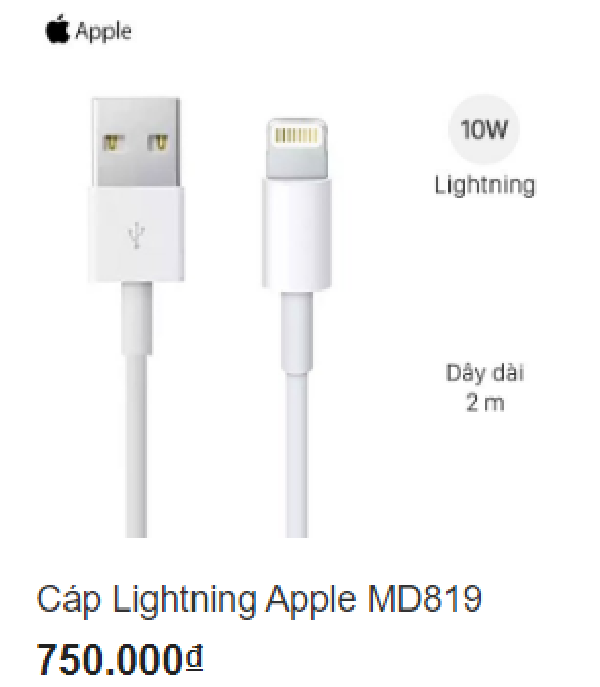 Apple
10W
Lightning
Dây dài
2 m
Cáp Lightning Apple MD819
750.000₫